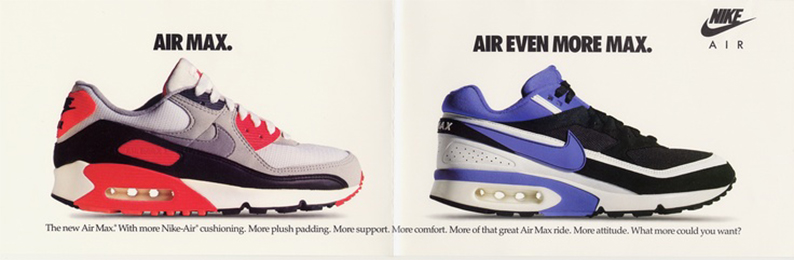 AIR MAX.
AIR EVEN MORE MAX.
NIKE
AIR
MAX
The new Air Max.® With more Nike-Air® cushioning. More plush padding. More support. More comfort. More of that great Air Max ride. More attitude. What more could you want?